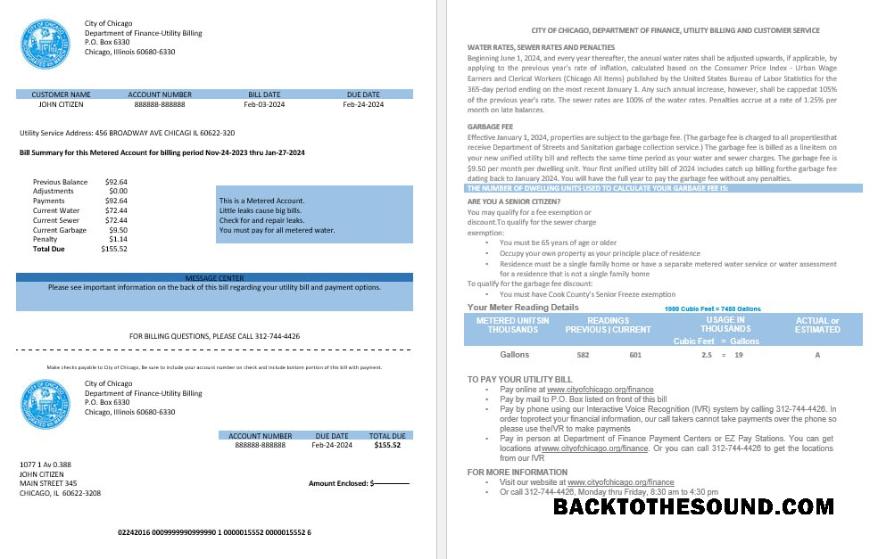 City of Chicago
Department of Finance-Utility Billing
P.O. Box 6330
Chicago, Illinois 60680-6330
CUSTOMER NAME ACCOUNT NUMBER BILL DATE DUE DATE
JOHN CITIZEN 888888-888888 Feb-03-2024 Feb-24-2024
Utility Service Address: 456 BROADWAY AVE CHICAGI IL 60622-320
Bill Summary for this Metered Account for billing period Nov-24-2023 thru Jan-27-2024
Previous Balance $92.64
Adjustments $0.00
Payments $92.64
Current Water $72.44
Current Sewer $72.44
Current Garbage $9.50
Penalty $1.14
Total Due $155.52
This is a Metered Account.
Little leaks cause big bills.
Check for and repair leaks.
You must pay for all metered water.
MESSAGE CENTER
Please see important information on the back of this bill regarding your utility bill and payment options.
FOR BILLING QUESTIONS, PLEASE CALL 312-744-4426
Make checks payable to City of Chicago. Be sure to include your account number on check and include bottom portion of this bill with payment.
City of Chicago
Department of Finance-Utility Billing
P.O. Box 6330
Chicago, Illinois 60680-6330
ACCOUNT NUMBER DUE DATE TOTAL DUE
888888-888888 Feb-24-2024 $155.52
1077 1 Av 0.388
JOHN CITIZEN
MAIN STREET 345
CHICAGO, IL 60622-3208
Amount Enclosed: $
02242016 0009999990999990 1 0000015552 0000015552 6
CITY OF CHICAGO, DEPARTMENT OF FINANCE, UTILITY BILLING AND CUSTOMER SERVICE
WATER RATES, SEWER RATES AND PENALTIES
Beginning June 1, 2024, and every year thereafter, the annual water rates shall be adjusted upwards, if applicable, by
applying to the previous year's rate of inflation, calculated based on the Consumer Price Index - Urban Wage
Earners and Clerical Workers (Chicago All Items) published by the United States Bureau of Labor Statistics for the
365-day period ending on the most recent January 1. Any such annual increase, however, shall be cappedat 105%
of the previous year's rate. The sewer rates are 100% of the water rates. Penalties accrue at a rate of 1.25% per
month on late balances.
GARBAGE FEE
Effective January 1, 2024, properties are subject to the garbage fee. (The garbage fee is charged to all propertiesthat
receive Department of Streets and Sanitation garbage collection service.) The garbage fee is billed as a lineitem on
your new unified utility bill and reflects the same time period as your water and sewer charges. The garbage fee is
$9.50 per month per dwelling unit. Your first unified utility bill of 2024 includes catch up billing forthe garbage fee
dating back to January 2024. You will have the full year to pay the garbage fee without any penalties.
THE NUMBER OF DWELLING UNITS USED TO CALCULATE YOUR GARBAGE FEE IS:
ARE YOU A SENIOR CITIZEN?
You may qualify for a fee exemption or
discount.To qualify for the sewer charge
exemption:
• You must be 65 years of age or older
• Occupy your own property as your principle place of residence
• Residence must be a single family home or have a separate metered water service or water assessment
for a residence that is not a single family home
To qualify for the garbage fee discount:
• You must have Cook County's Senior Freeze exemption
Your Meter Reading Details 1000 Cubic Feet = 7480 Gallons
METERED UNITSIN THOUSANDS READINGS PREVIOUS | CURRENT USAGE IN THOUSANDS ACTUAL or ESTIMATED
Cubic Feet = Gallons
Gallons 582 601 2.5 = 19 A
TO PAY YOUR UTILITY BILL
• Pay online at www.cityofchicago.org/finance
• Pay by mail to P.O. Box listed on front of this bill
• Pay by phone using our Interactive Voice Recognition (IVR) system by calling 312-744-4426. In
order toprotect your financial information, our call takers cannot take payments over the phone so
please use theIVR to make payments
• Pay in person at Department of Finance Payment Centers or EZ Pay Stations. You can get
locations atwww.cityofchicago.org/finance. Or you can call 312-744-4426 to get the locations
from our IVR
FOR MORE INFORMATION
• Visit our website at www.cityofchicago.org/finance
• Or call 312-744-4426, Monday thru Friday, 8:30 am to 4:30 pm
BACKTOTHESOUND.COM